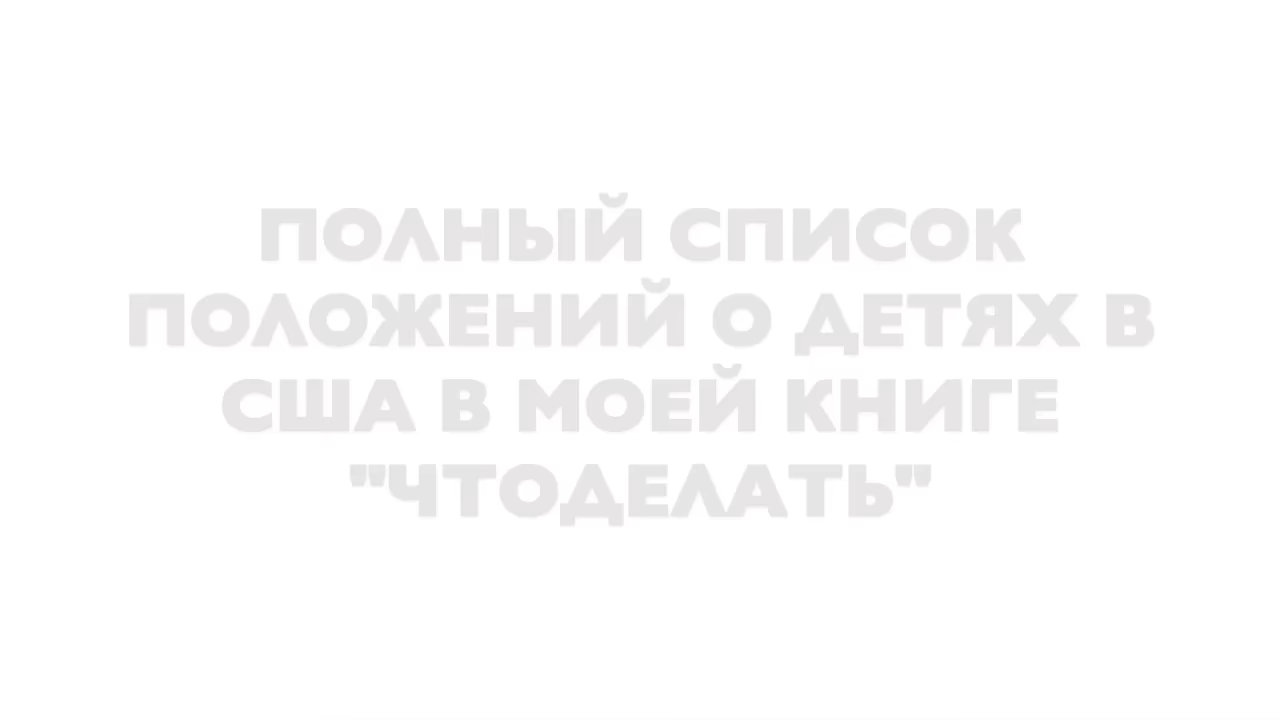 ПОЛНЫЙ СПИСОК
ПОЛОЖЕНИЙ О ДЕТЯХ В
США В МОЕЙ КНИГЕ
"ЧТОДЕЛАТЬ"